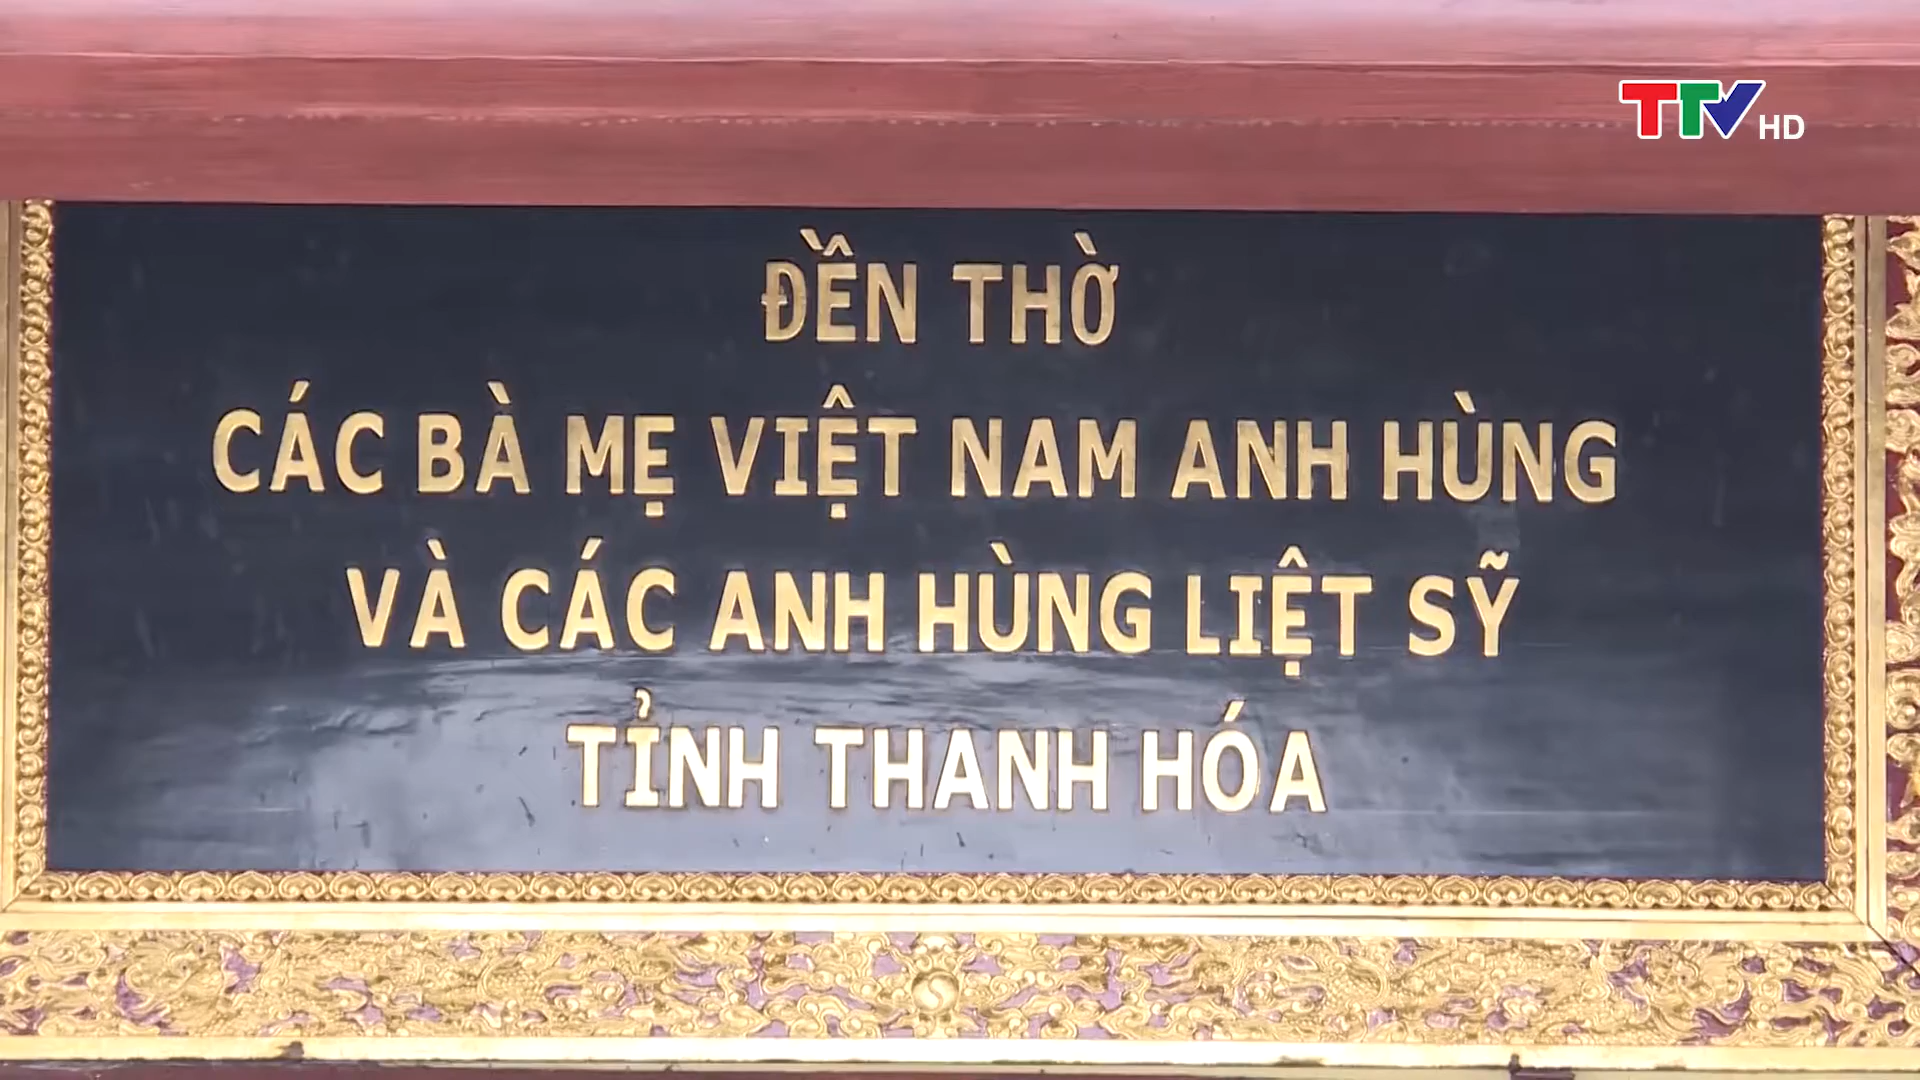 TTV HD
ĐỀN THỜ
CÁC BÀ MẸ VIỆT NAM ANH HÙNG
VÀ CÁC ANH HÙNG LIỆT SỸ
TỈNH THANH HÓA